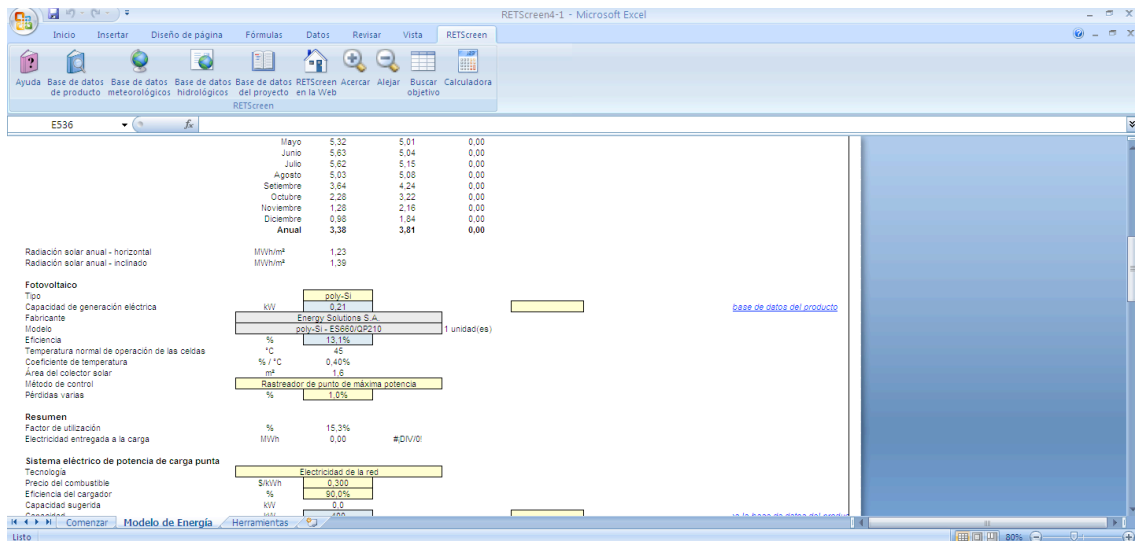 RETScreen4-1 - Microsoft Excel
Inicio Insertar Diseño de página Fórmulas Datos Revisar Vista RETScreen
Ayuda Base de datos de producto Base de datos meteorológicos Base de datos hidrológicos Base de datos del proyecto RETScreen en la Web Acercar Alejar Buscar objetivo Calculadora
RETScreen
E536 fx
Mayo 5,32 5,01 0,00
Junio 5,63 5,04 0,00
Julio 5,62 5,15 0,00
Agosto 5,03 5,08 0,00
Setiembre 3,64 4,24 0,00
Octubre 2,28 3,22 0,00
Noviembre 1,28 2,16 0,00
Diciembre 0,98 1,84 0,00
Anual 3,38 3,81 0,00
Radiación solar anual - horizontal MWh/m² 1,23
Radiación solar anual - inclinado MWh/m² 1,39
Fotovoltaico
Tipo poly-Si
Capacidad de generación eléctrica kW 0,21 base de datos del producto
Fabricante Energy Solutions S.A.
Modelo poly-Si - ES660/QP210 1 unidad(es)
Eficiencia % 13,1%
Temperatura normal de operación de las celdas °C 45
Coeficiente de temperatura % / °C 0,40%
Área del colector solar m² 1,6
Método de control Rastreador de punto de máxima potencia
Pérdidas varias % 1,0%
Resumen
Factor de utilización % 15,3%
Electricidad entregada a la carga MWh 0,00 #¡DIV/0!
Sistema eléctrico de potencia de carga punta
Tecnología Electricidad de la red
Precio del combustible $/kWh 0,300
Eficiencia del cargador % 90,0%
Capacidad sugerida kW 0,0
Comenzar Modelo de Energía Herramientas
Listo 80%